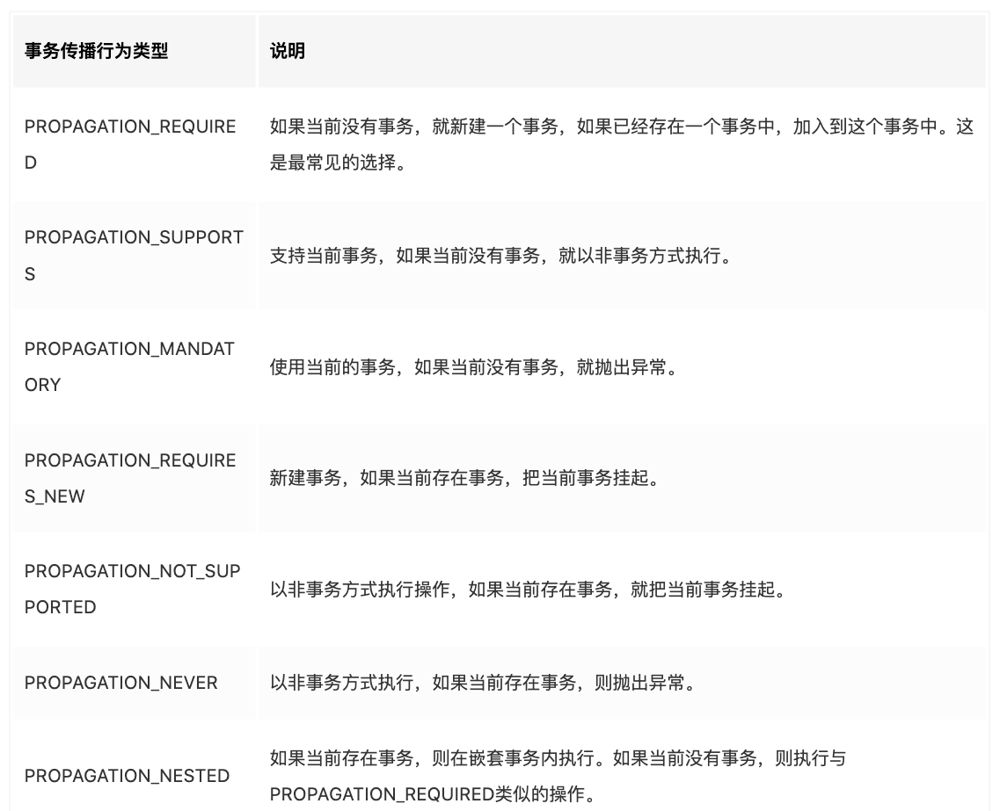 事务传播行为类型 说明
PROPAGATION_REQUIRE
D
如果当前没有事务，就新建一个事务，如果已经存在一个事务中，加入到这个事务中。这
是最常见的选择。
PROPAGATION_SUPPORT
S
支持当前事务，如果当前没有事务，就以非事务方式执行。
PROPAGATION_MANDAT
ORY
使用当前的事务，如果当前没有事务，就抛出异常。
PROPAGATION_REQUIRE
S_NEW
新建事务，如果当前存在事务，把当前事务挂起。
PROPAGATION_NOT_SUP
PORTED
以非事务方式执行操作，如果当前存在事务，就把当前事务挂起。
PROPAGATION_NEVER
以非事务方式执行，如果当前存在事务，则抛出异常。
PROPAGATION_NESTED
如果当前存在事务，则在嵌套事务内执行。如果当前没有事务，则执行与
PROPAGATION_REQUIRED类似的操作。